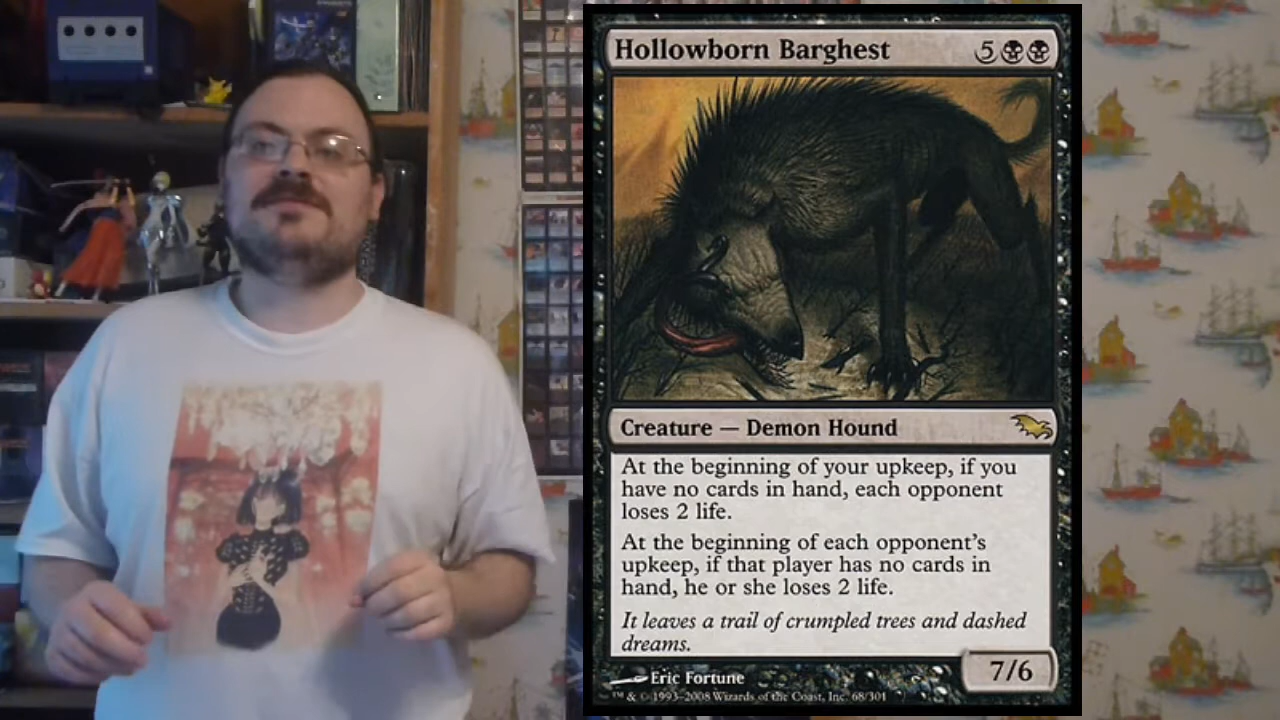 Hollowborn Barghest 5
Creature — Demon Hound
At the beginning of your upkeep, if you
have no cards in hand, each opponent
loses 2 life.
At the beginning of each opponent's
upkeep, if that player has no cards in
hand, he or she loses 2 life.
It leaves a trail of crumpled trees and dashed
dreams.
7/6
Eric Fortune
™ & © 1993–2008 Wizards of the Coast, Inc. 68/301